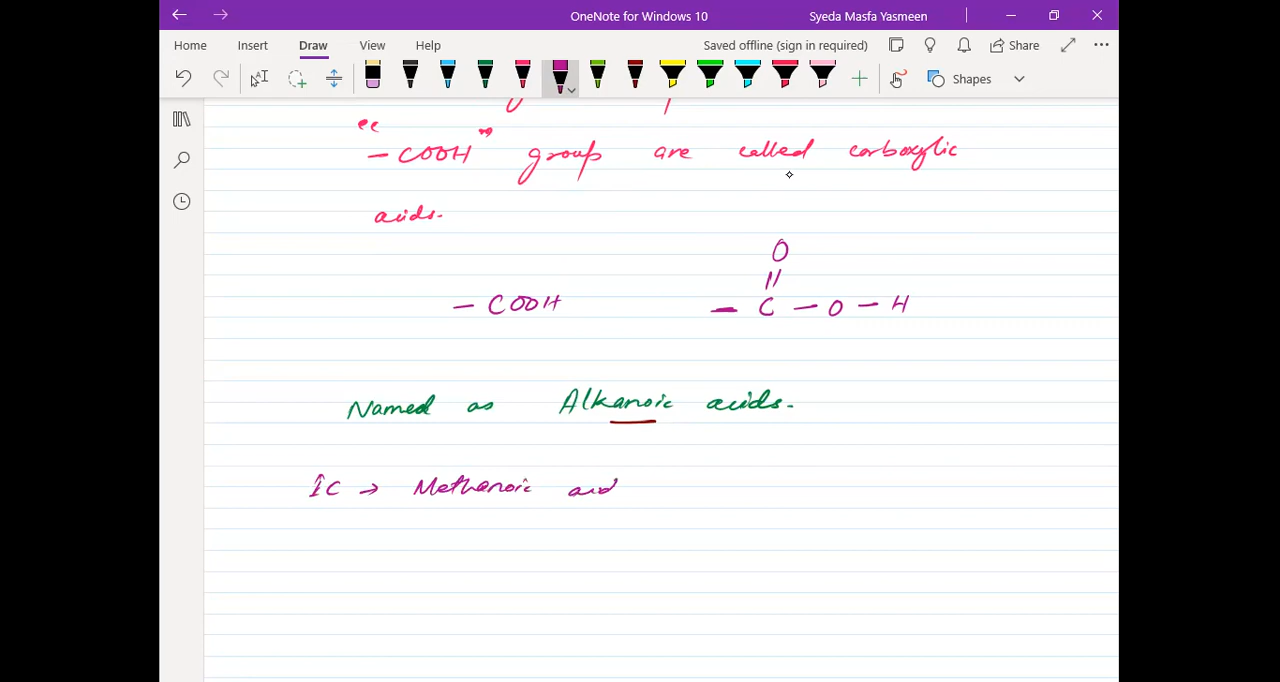 OneNote for Windows 10
Syeda Masfa Yasmeen
Home Insert Draw View Help
Saved offline (sign in required)
Share
Shapes
"-COOH" group are called carboxylic
acids.
O
||
-COOH - C - O - H
Named as Alkanoic acids.
1C → Methanoic acid